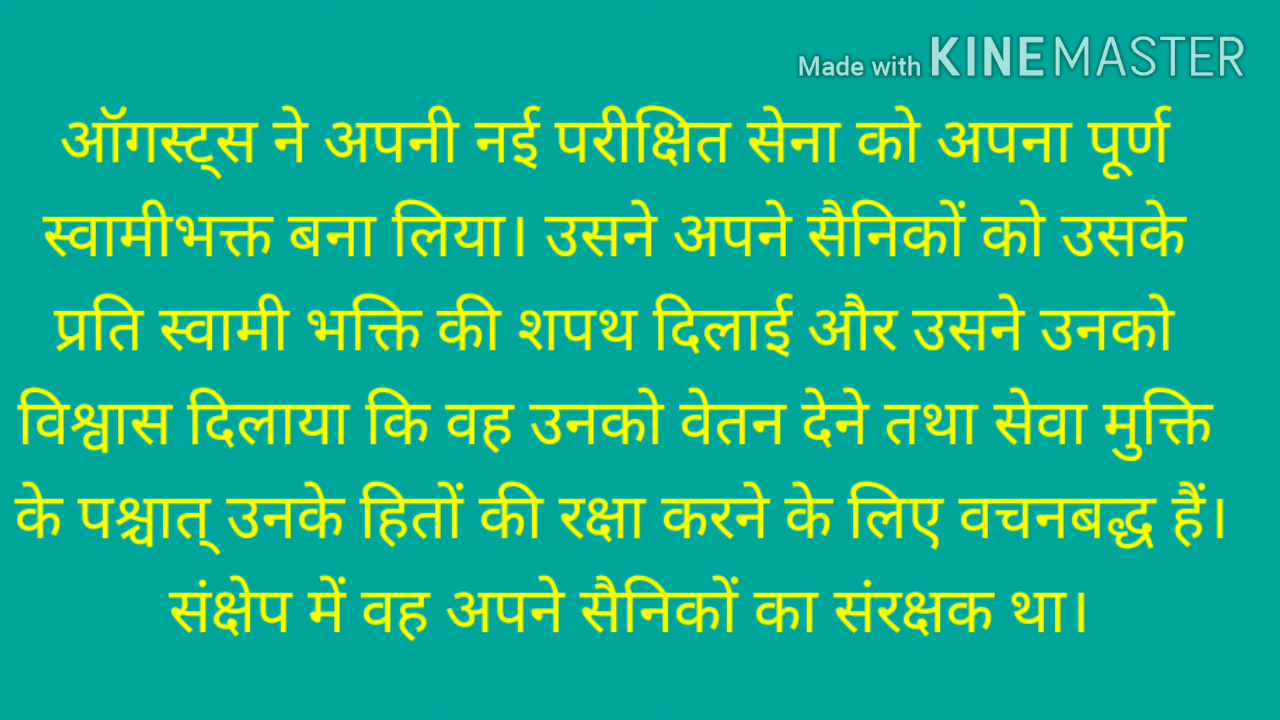 Made with KINEMASTER
ऑगस्ट्स ने अपनी नई परीक्षित सेना को अपना पूर्ण
स्वामीभक्त बना लिया। उसने अपने सैनिकों को उसके
प्रति स्वामी भक्ति की शपथ दिलाई और उसने उनको
विश्वास दिलाया कि वह उनको वेतन देने तथा सेवा मुक्ति
के पश्चात् उनके हितों की रक्षा करने के लिए वचनबद्ध हैं।
संक्षेप में वह अपने सैनिकों का संरक्षक था।